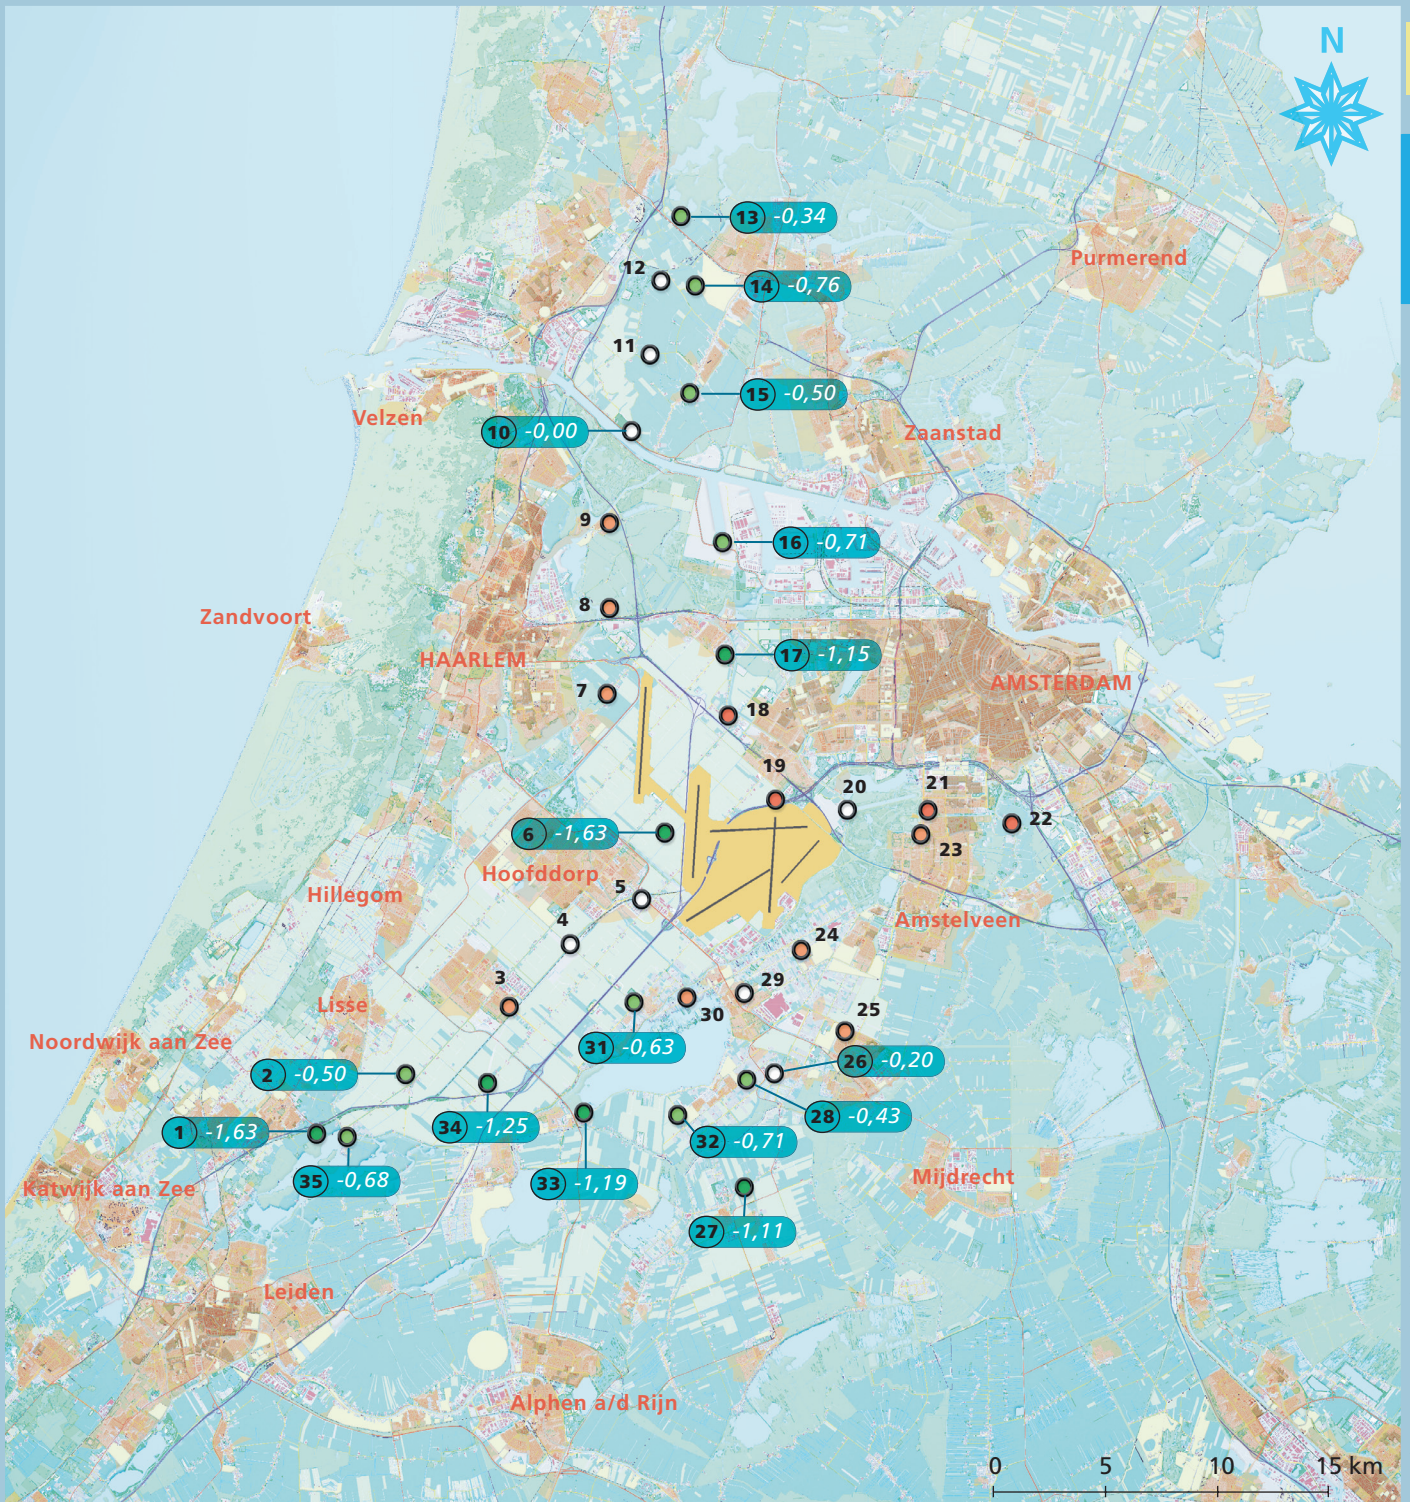 N
13 -0,34
Purmerend
12
14 -0,76
11
15 -0,50
Velzen
10 -0,00
Zaanstad
9
16 -0,71
8
Zandvoort
HAARLEM
17 -1,15
AMSTERDAM
7
18
19
20
21
22
6 -1,63
23
Hoofddorp
5
Hillegom
4
Amstelveen
24
3
29
Lisse
25
30
Noordwijk aan Zee
31 -0,63
26 -0,20
2 -0,50
28 -0,43
1 -1,63
34 -1,25
32 -0,71
35 -0,68
33 -1,19
Mijdrecht
Katwijk aan Zee
27 -1,11
Leiden
Alphen a/d Rijn
0 5 10 15 km